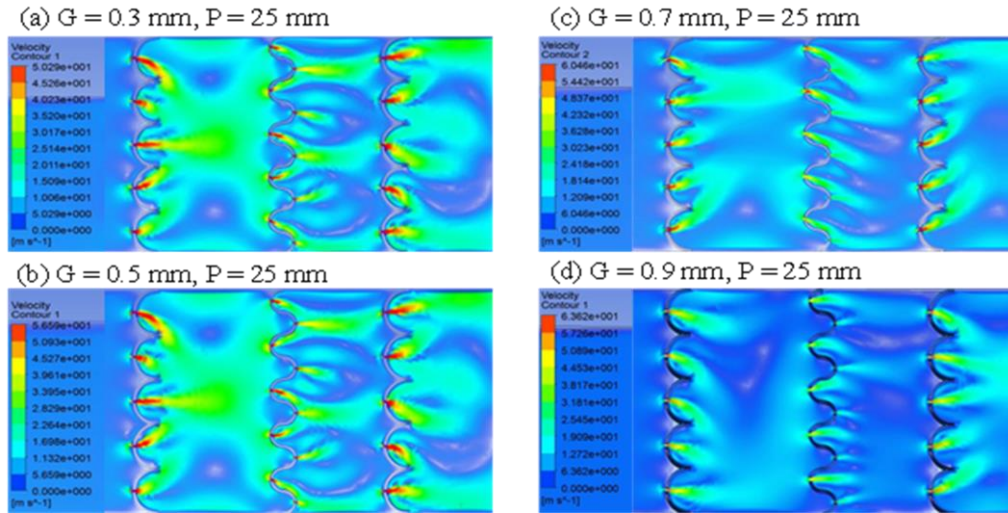 (a) G = 0.3 mm, P = 25 mm
Velocity
Contour 1
5.029e+001
4.526e+001
4.023e+001
3.520e+001
3.017e+001
2.514e+001
2.011e+001
1.509e+001
1.006e+001
5.029e+000
0.000e+000
[m s^-1]
(b) G = 0.5 mm, P = 25 mm
Velocity
Contour 1
5.659e+001
5.093e+001
4.527e+001
3.961e+001
3.395e+001
2.829e+001
2.264e+001
1.698e+001
1.132e+001
5.659e+000
0.000e+000
[m s^-1]
(c) G = 0.7 mm, P = 25 mm
Velocity
Contour 2
6.046e+001
5.442e+001
4.837e+001
4.232e+001
3.628e+001
3.023e+001
2.418e+001
1.814e+001
1.209e+001
6.046e+000
0.000e+000
[m s^-1]
(d) G = 0.9 mm, P = 25 mm
Velocity
Contour 1
6.362e+001
5.726e+001
5.089e+001
4.453e+001
3.817e+001
3.181e+001
2.545e+001
1.909e+001
1.272e+001
6.362e+000
0.000e+000
[m s^-1]